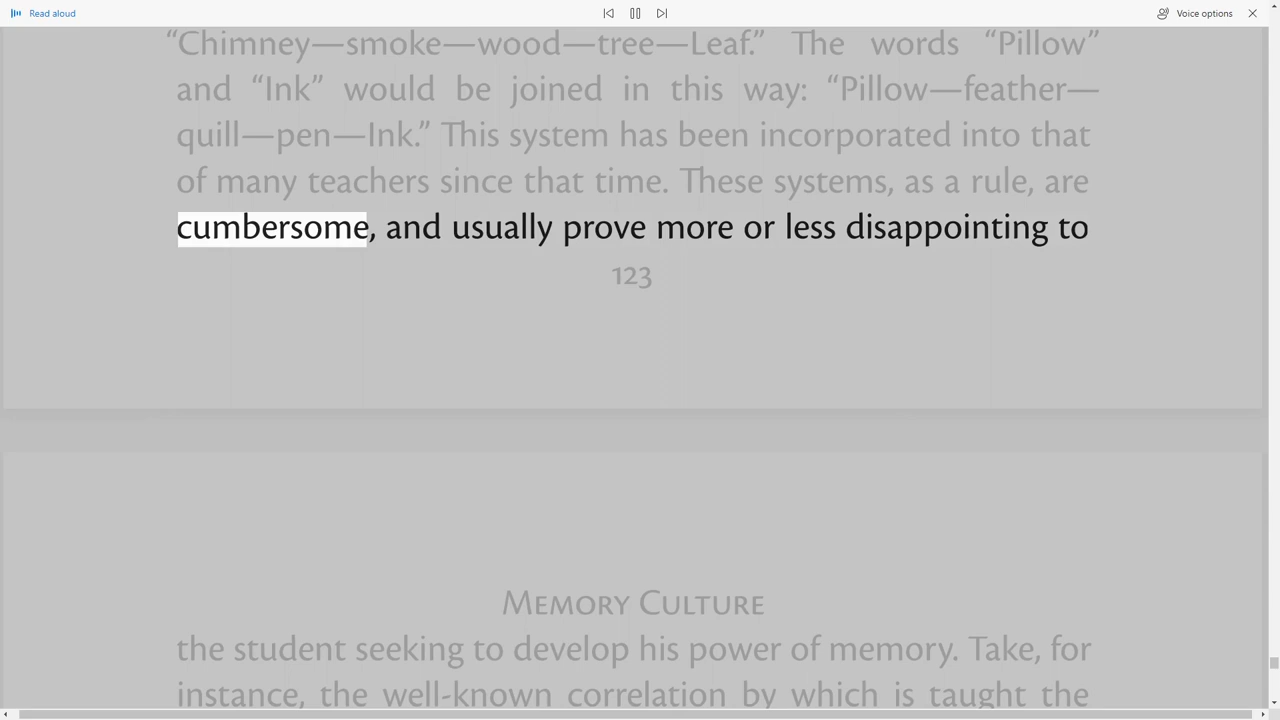 Read aloud
Voice options
“Chimney—smoke—wood—tree—Leaf.” The words “Pillow”
and “Ink” would be joined in this way: “Pillow—feather—
quill—pen—Ink.” This system has been incorporated into that
of many teachers since that time. These systems, as a rule, are
cumbersome, and usually prove more or less disappointing to
123
Memory Culture
the student seeking to develop his power of memory. Take, for
instance, the well-known correlation by which is taught the